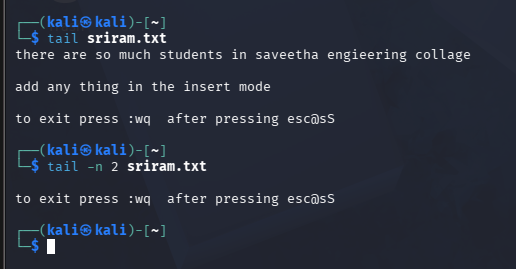 ┌──(kali㉿kali)-[~]
└─$ tail sriram.txt
there are so much students in saveetha engieering collage
add any thing in the insert mode
to exit press :wq  after pressing esc@sS
┌──(kali㉿kali)-[~]
└─$ tail -n 2 sriram.txt
to exit press :wq  after pressing esc@sS
┌──(kali㉿kali)-[~]
└─$